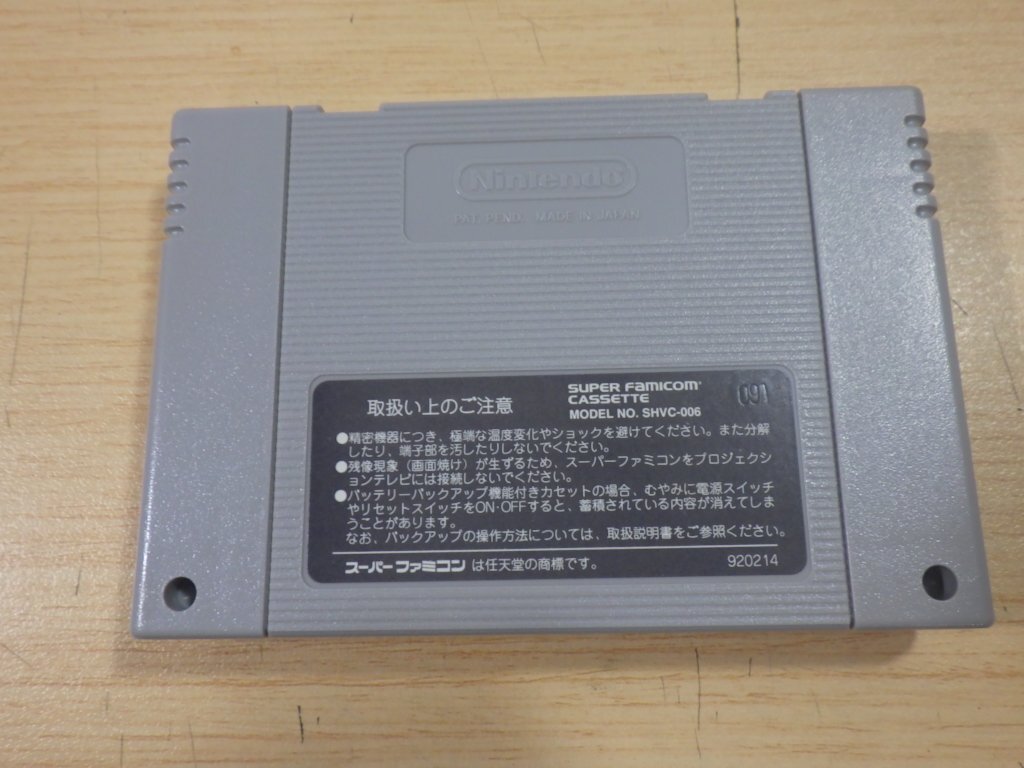 Nintendo
PAT. PEND. MADE IN JAPAN
取扱い上のご注意
SUPER FAMICOM
CASSETTE
MODEL NO. SHVC-006
091
●精密機器につき、極端な温度変化やショックを避けてください。また分解
したり、端子部を汚したりしないでください。
●残像現象（画面焼け）が生ずるため、スーパーファミコンをプロジェクシ
ョンテレビには接続しないでください。
●バッテリーバックアップ機能付きカセットの場合、むやみに電源スイッチ
やリセットスイッチをON・OFFすると、蓄積されている内容が消えてしま
うことがあります。
なお、バックアップの操作方法については、取扱説明書をご参照ください。
スーパーファミコン は任天堂の商標です。
920214